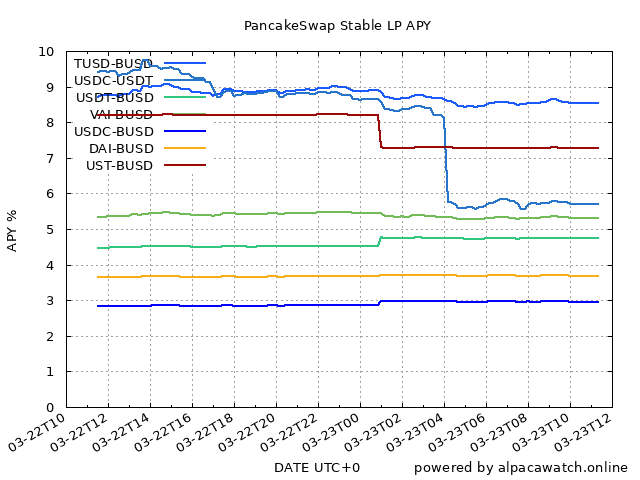 PancakeSwap Stable LP APY
APY %
10
9
8
7
6
5
4
3
2
1
0
TUSD-BUSD
USDC-USDT
USDT-BUSD
VAI-BUSD
USDC-BUSD
DAI-BUSD
UST-BUSD
03-22T10
03-22T12
03-22T14
03-22T16
03-22T18
03-22T20
03-22T22
03-23T00
03-23T02
03-23T04
03-23T06
03-23T08
03-23T10
03-23T12
DATE UTC+0
powered by alpacawatch.online